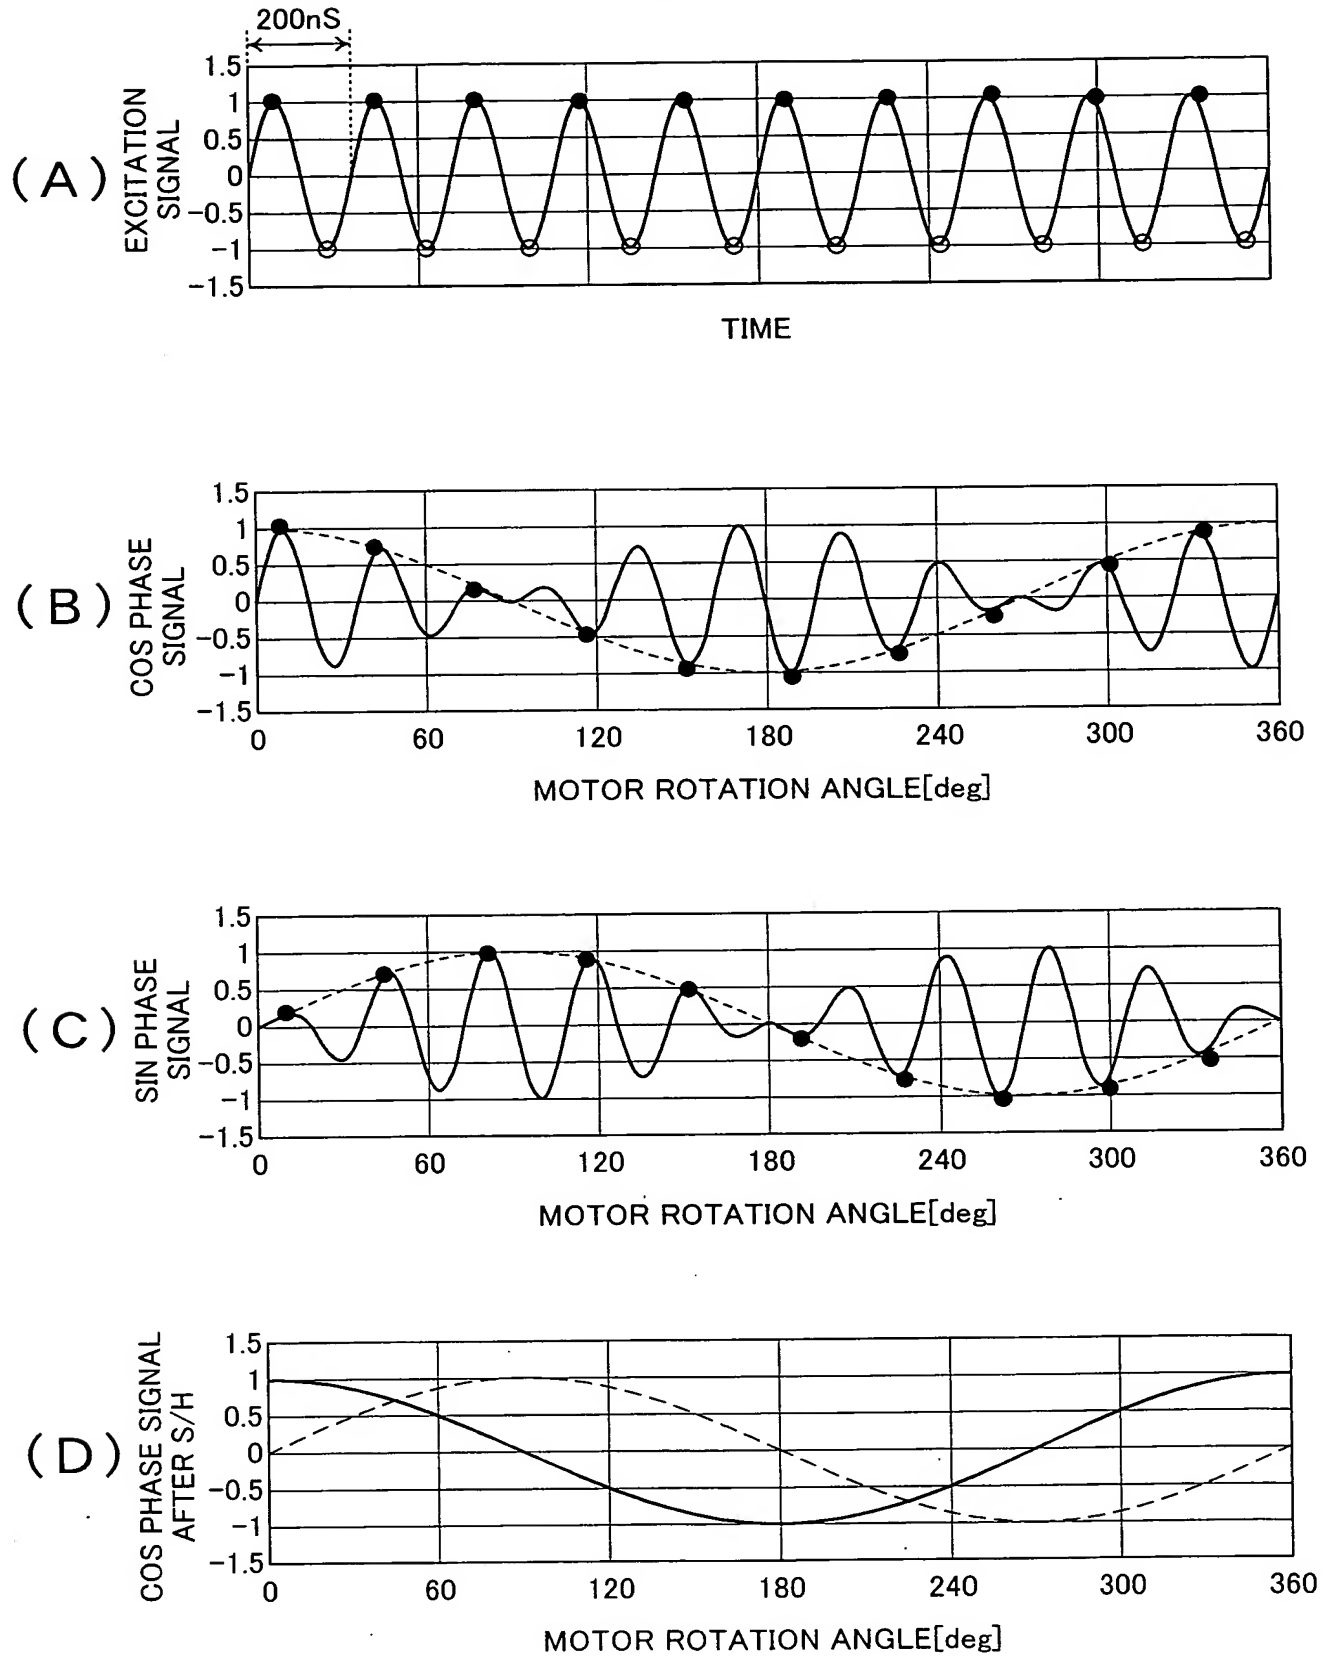 200nS
(A)
EXCITATION
SIGNAL
1.5
1
0.5
0
-0.5
-1
-1.5
TIME
(B)
COS PHASE
SIGNAL
1.5
1
0.5
0
-0.5
-1
-1.5
0 60 120 180 240 300 360
MOTOR ROTATION ANGLE[deg]
(C)
SIN PHASE
SIGNAL
1.5
1
0.5
0
-0.5
-1
-1.5
0 60 120 180 240 300 360
MOTOR ROTATION ANGLE[deg]
(D)
COS PHASE SIGNAL
AFTER S/H
1.5
1
0.5
0
-0.5
-1
-1.5
0 60 120 180 240 300 360
MOTOR ROTATION ANGLE[deg]